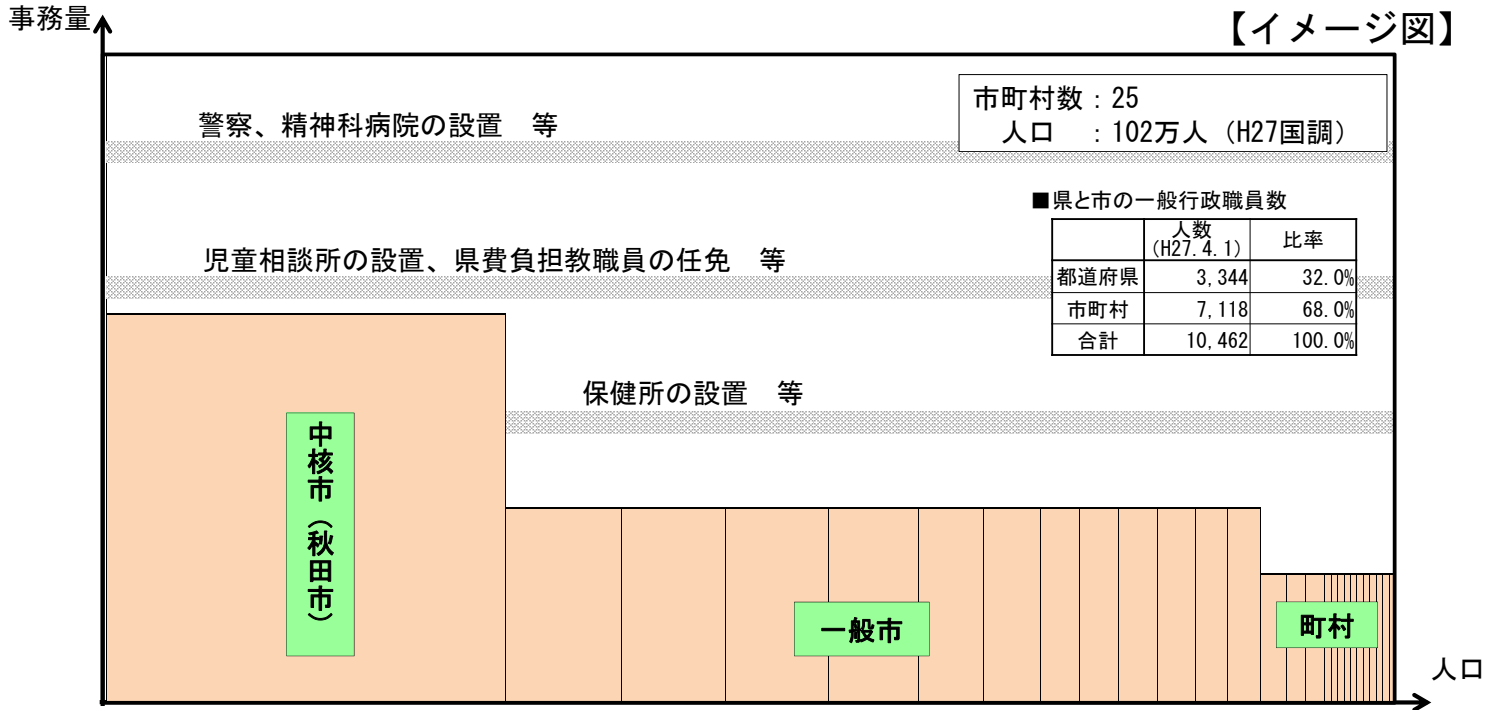 事務量
【イメージ図】
市町村数：25
人口　：102万人（H27国調）
警察、精神科病院の設置　等
■県と市の一般行政職員数
人数(H27.4.1) 比率
都道府県 3,344 32.0%
市町村 7,118 68.0%
合計 10,462 100.0%
児童相談所の設置、県費負担教職員の任免　等
保健所の設置　等
中核市（秋田市）
一般市
町村
人口